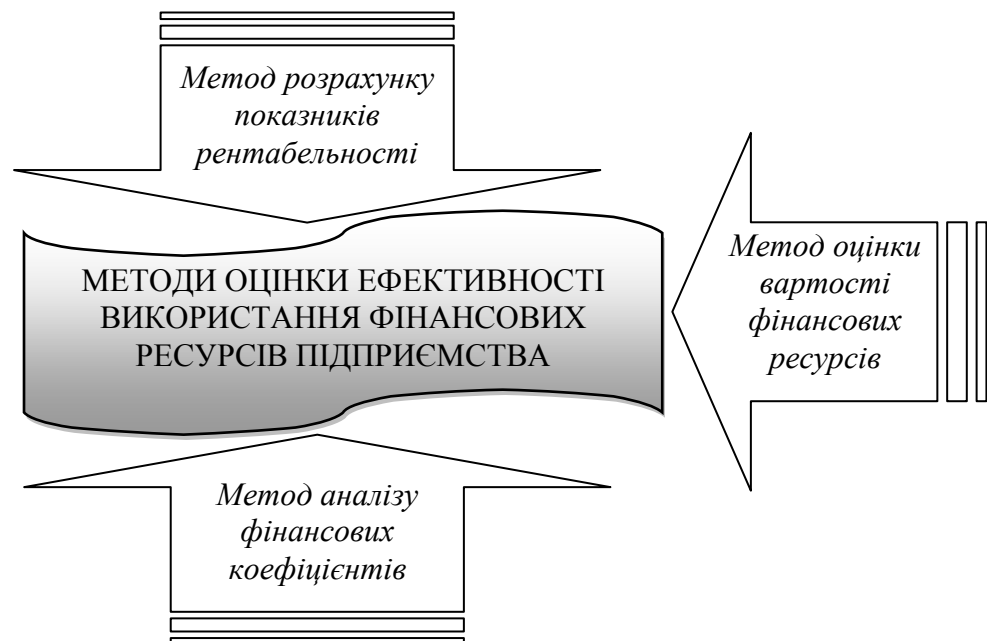 Метод розрахунку
показників
рентабельності
МЕТОДИ ОЦІНКИ ЕФЕКТИВНОСТІ
ВИКОРИСТАННЯ ФІНАНСОВИХ
РЕСУРСІВ ПІДПРИЄМСТВА
Метод оцінки
вартості
фінансових
ресурсів
Метод аналізу
фінансових
коефіцієнтів